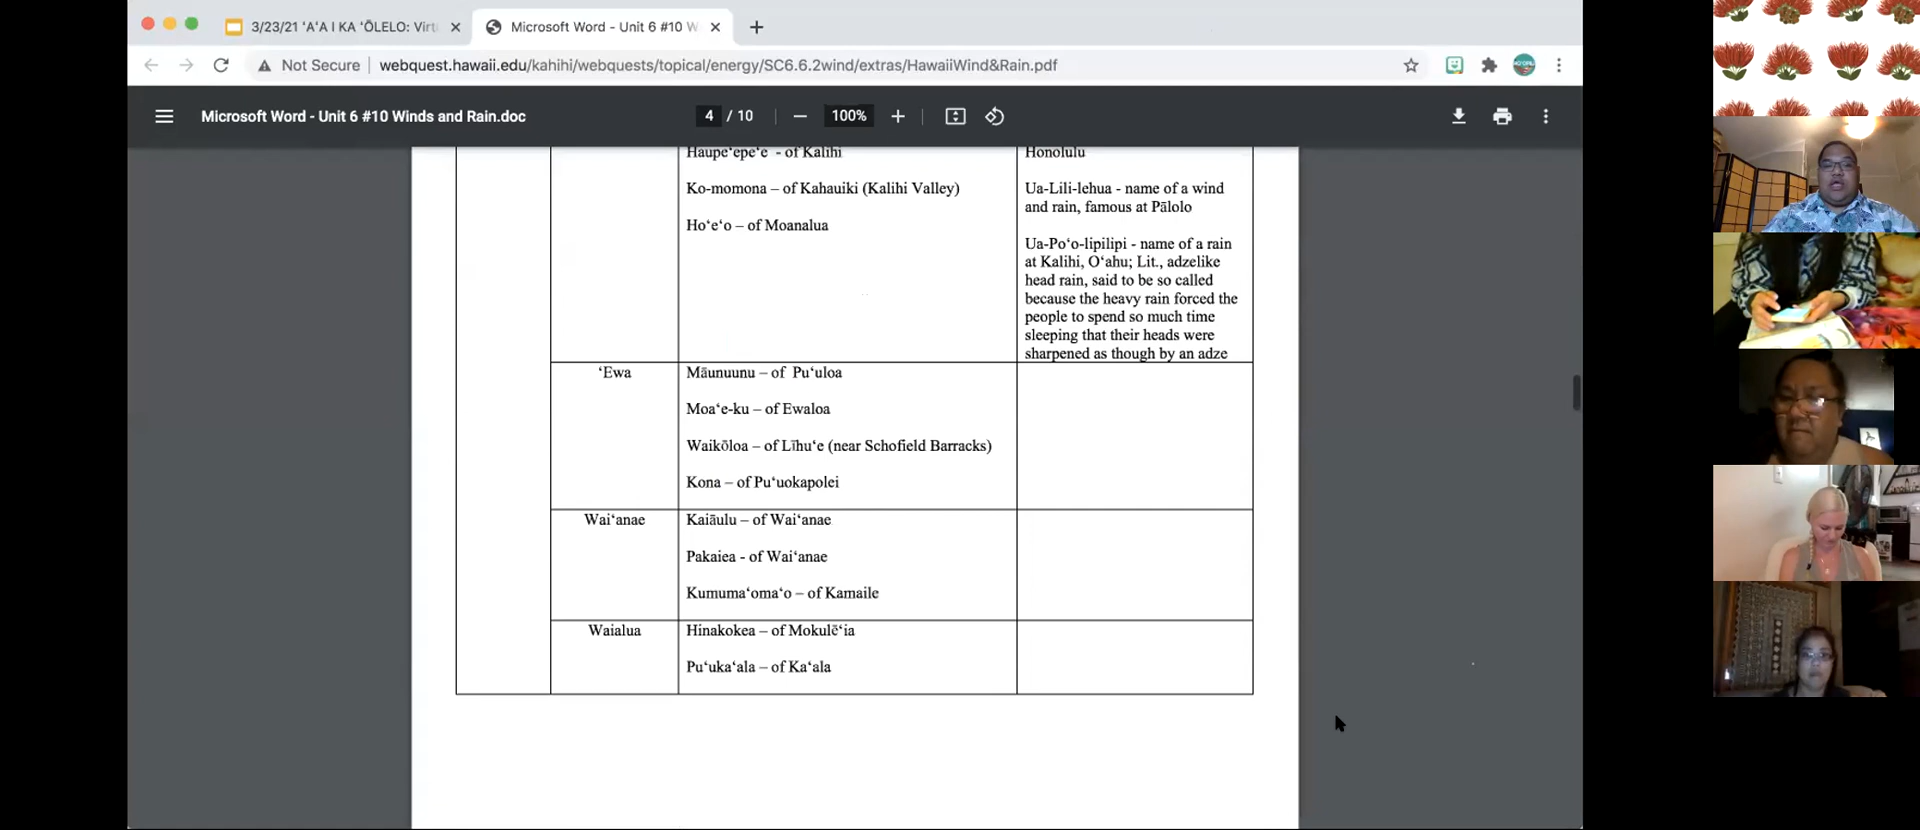 3/23/21 ʻAʻA I KA ʻŌLELO: Virt
Microsoft Word - Unit 6 #10 W
Not Secure
webquest.hawaii.edu/kahihi/webquests/topical/energy/SC6.6.2wind/extras/HawaiiWind&Rain.pdf
Microsoft Word - Unit 6 #10 Winds and Rain.doc
4 / 10
100%
Haupeʻepeʻe - of Kalihi
Ko-momona – of Kahauiki (Kalihi Valley)
Hoʻeʻo – of Moanalua
Honolulu
Ua-Lili-lehua - name of a wind
and rain, famous at Pālolo
Ua-Poʻo-lipilipi - name of a rain
at Kalihi, Oʻahu; Lit., adzelike
head rain, said to be so called
because the heavy rain forced the
people to spend so much time
sleeping that their heads were
sharpened as though by an adze
ʻEwa
Māunuunu – of Puʻuloa
Moaʻe-ku – of Ewaloa
Waikōloa – of Līhuʻe (near Schofield Barracks)
Kona – of Puʻuokapolei
Waiʻanae
Kaiāulu – of Waiʻanae
Pakaiea - of Waiʻanae
Kumumaʻomaʻo – of Kamaile
Waialua
Hinakokea – of Mokulēʻia
Puʻukaʻala – of Kaʻala